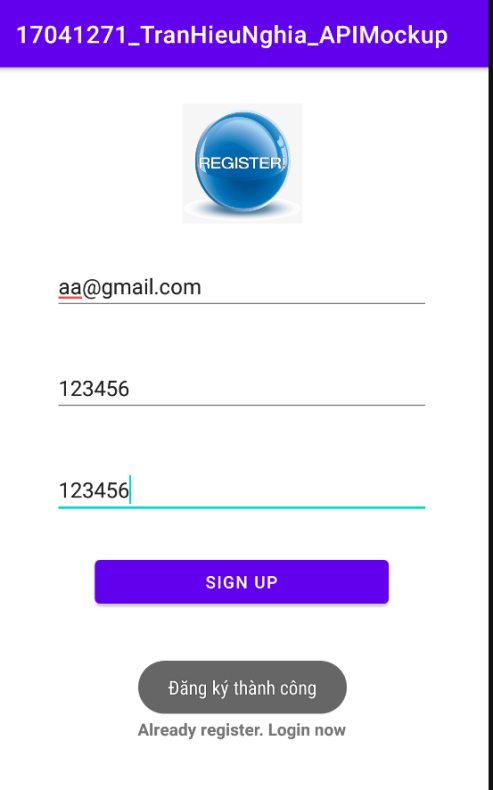 17041271_TranHieuNghia_APIMockup
REGISTER!
aa@gmail.com
123456
123456
SIGN UP
Đăng ký thành công
Already register. Login now